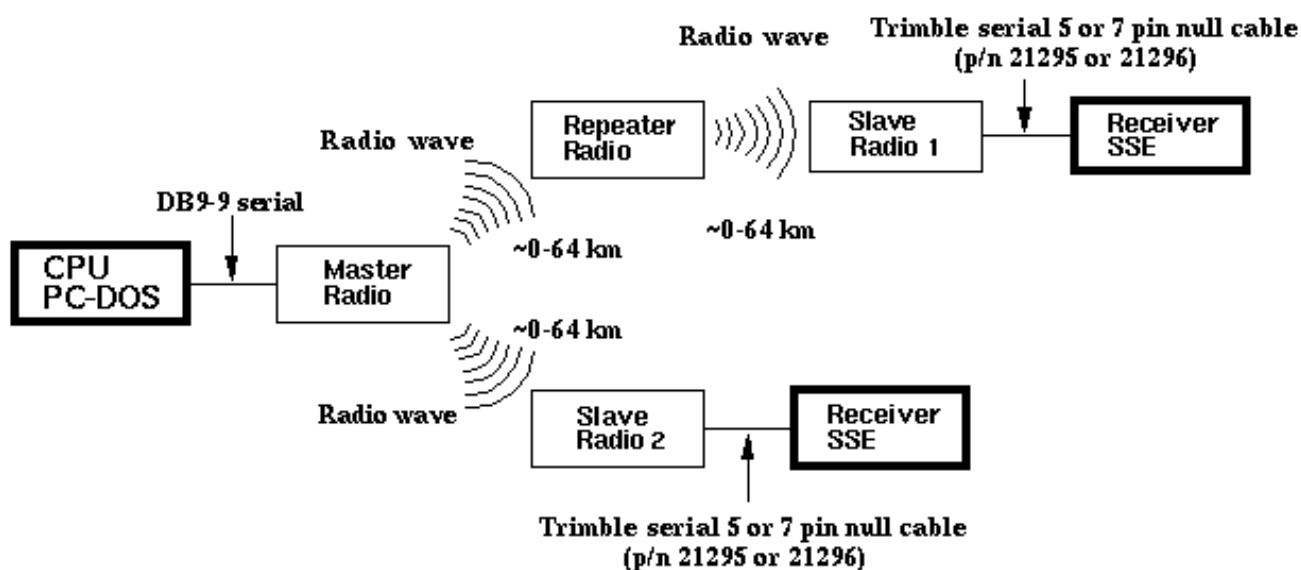 Radio wave
Trimble serial 5 or 7 pin null cable
(p/n 21295 or 21296)
Radio wave
Repeater
Radio
Slave
Radio 1
Receiver
SSE
DB9-9 serial
~0-64 km
~0-64 km
CPU
PC-DOS
Master
Radio
~0-64 km
Radio wave
Slave
Radio 2
Receiver
SSE
Trimble serial 5 or 7 pin null cable
(p/n 21295 or 21296)